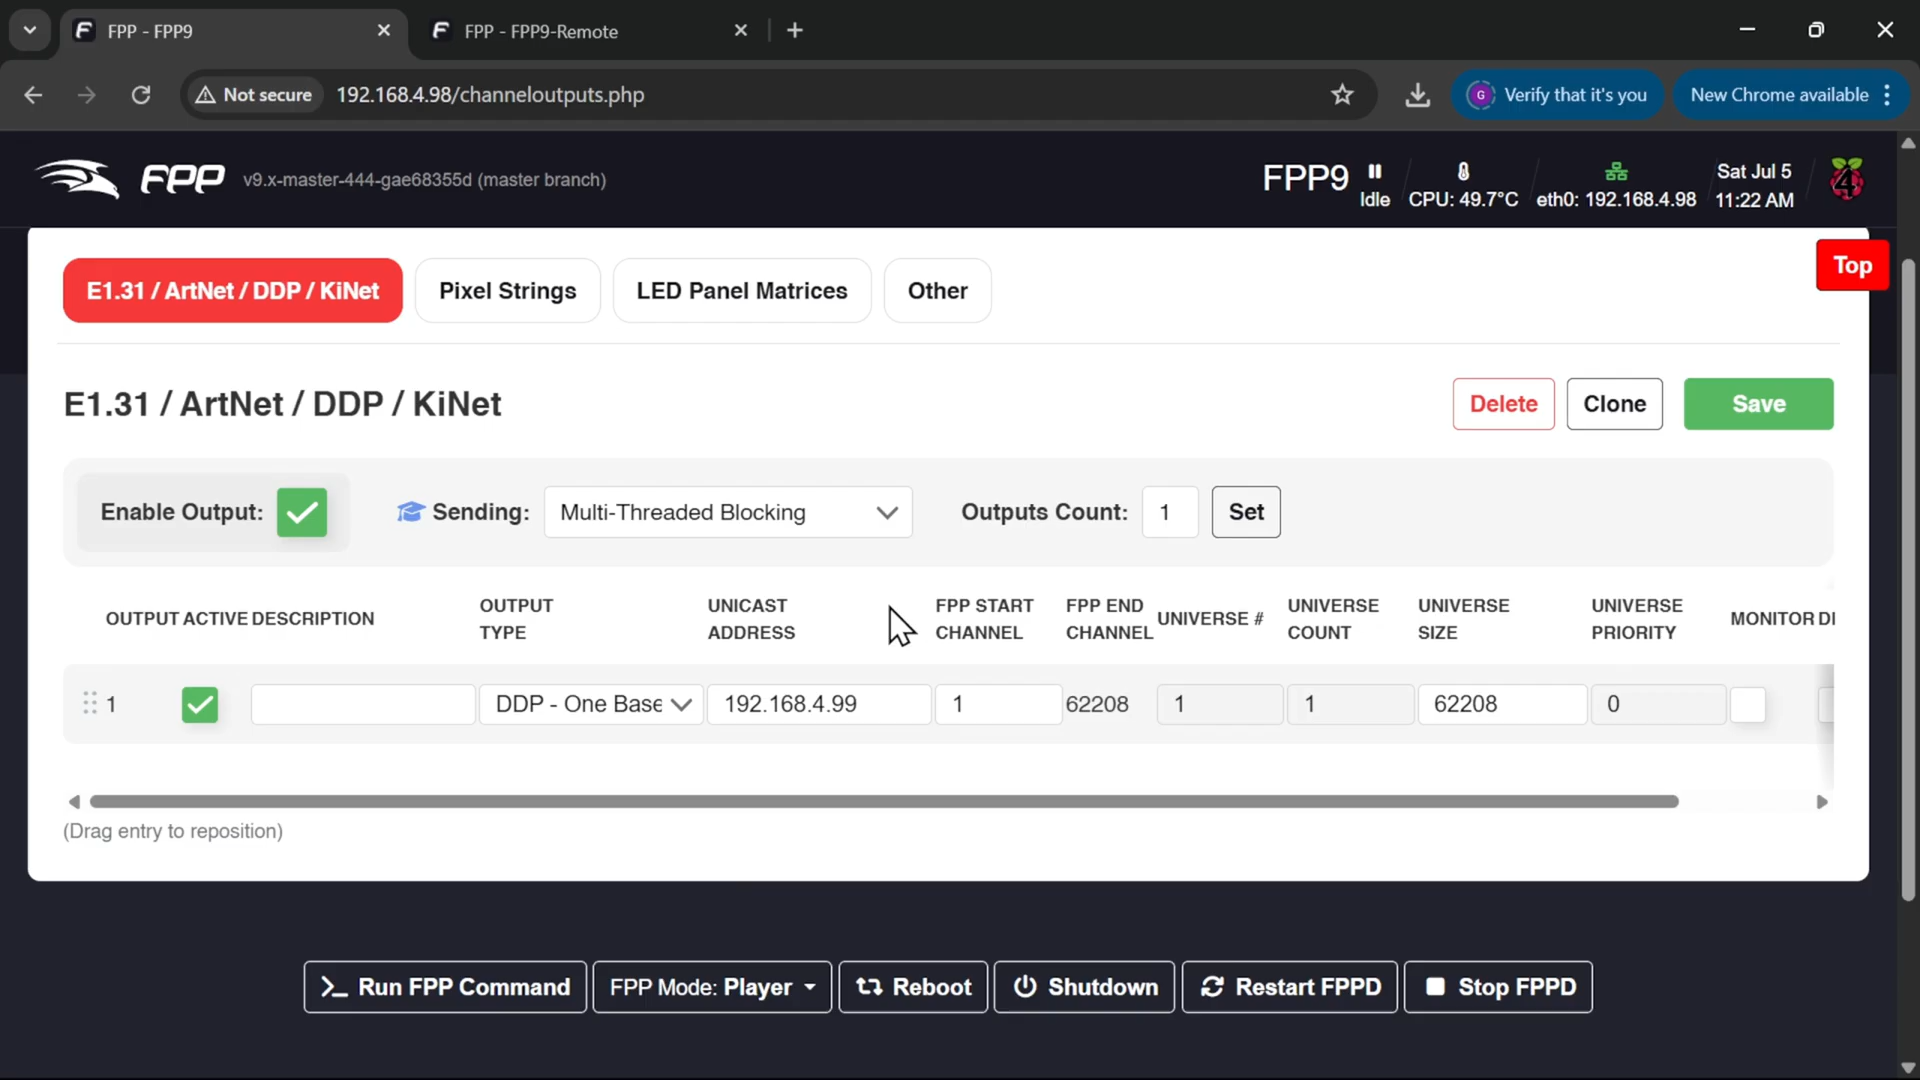 FPP - FPP9
FPP - FPP9-Remote
Not secure
192.168.4.98/channeloutputs.php
G
Verify that it's you
New Chrome available
FPP
v9.x-master-444-gae68355d (master branch)
FPP9
Idle
CPU: 49.7°C
eth0: 192.168.4.98
Sat Jul 5
11:22 AM
4
Top
E1.31 / ArtNet / DDP / KiNet
Pixel Strings
LED Panel Matrices
Other
E1.31 / ArtNet / DDP / KiNet
Delete
Clone
Save
Enable Output:
Sending:
Multi-Threaded Blocking
Outputs Count:
1
Set
OUTPUT ACTIVE DESCRIPTION
OUTPUT
TYPE
UNICAST
ADDRESS
FPP START
CHANNEL
FPP END
CHANNEL
UNIVERSE #
UNIVERSE
COUNT
UNIVERSE
SIZE
UNIVERSE
PRIORITY
MONITOR
1
DDP - One Base
192.168.4.99
1
62208
1
1
62208
0
(Drag entry to reposition)
Run FPP Command
FPP Mode: Player
Reboot
Shutdown
Restart FPPD
Stop FPPD